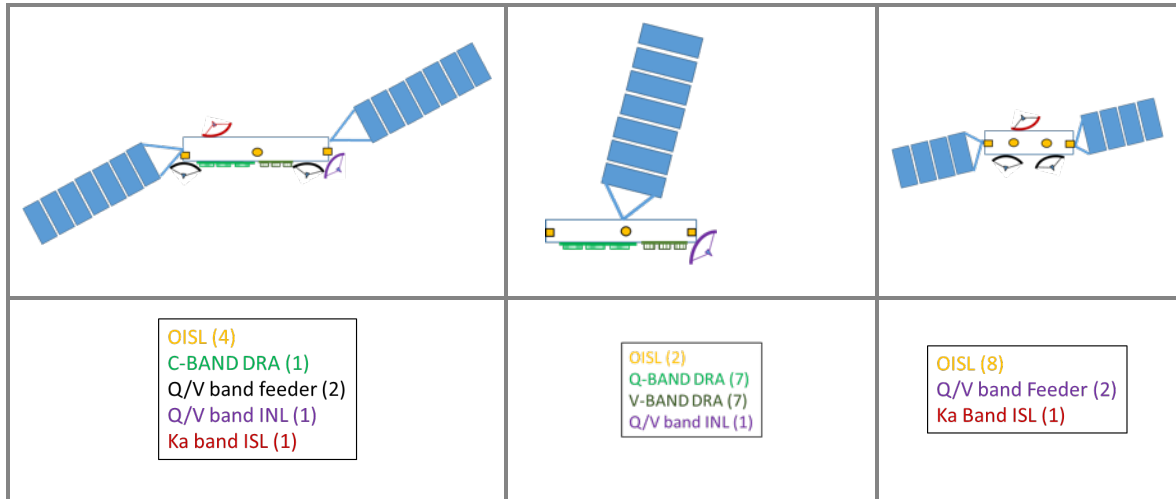 OISL (4)
C-BAND DRA (1)
Q/V band feeder (2)
Q/V band INL (1)
Ka band ISL (1)
OISL (2)
Q-BAND DRA (7)
V-BAND DRA (7)
Q/V band INL (1)
OISL (8)
Q/V band Feeder (2)
Ka Band ISL (1)